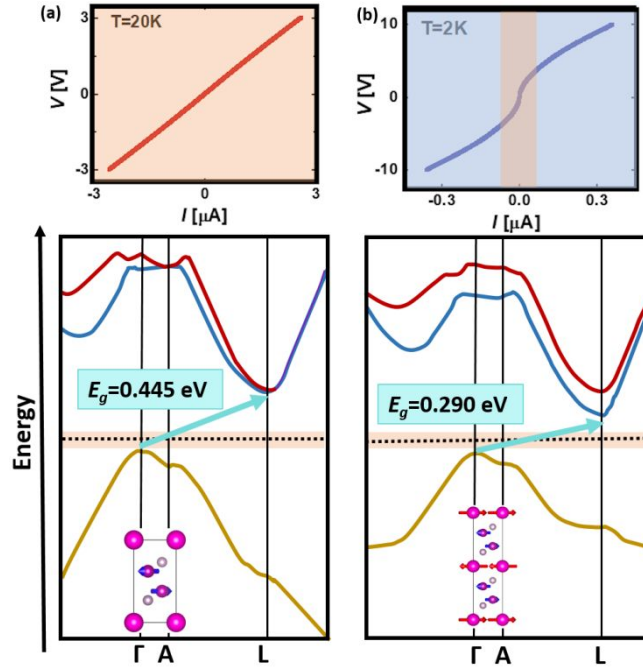 (a)
T=20K
V [V]
3
0
-3
-3
0
3
I [μA]
(b)
T=2K
V [V]
10
0
-10
-0.3
0.0
0.3
I [μA]
Energy
Eg=0.445 eV
Γ
A
L
Eg=0.290 eV
Γ
A
L